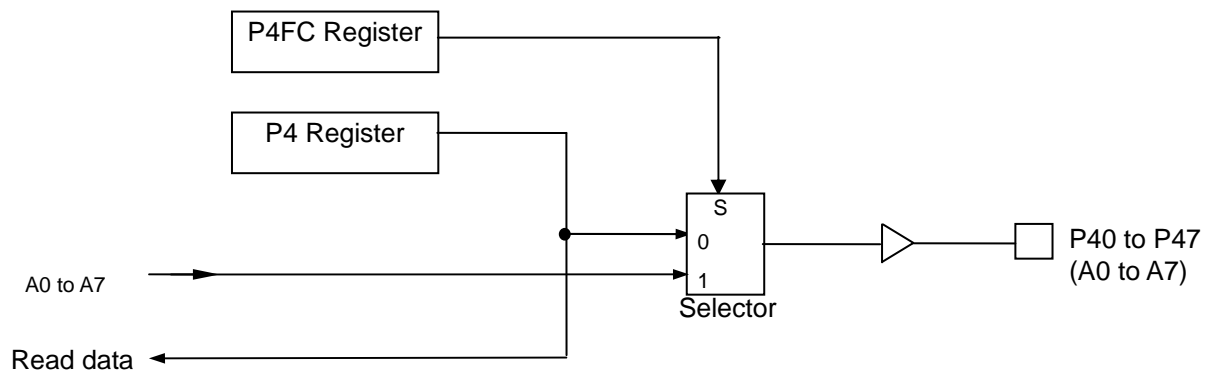 P4FC Register
P4 Register
S
0
1
Selector
P40 to P47
(A0 to A7)
A0 to A7
Read data